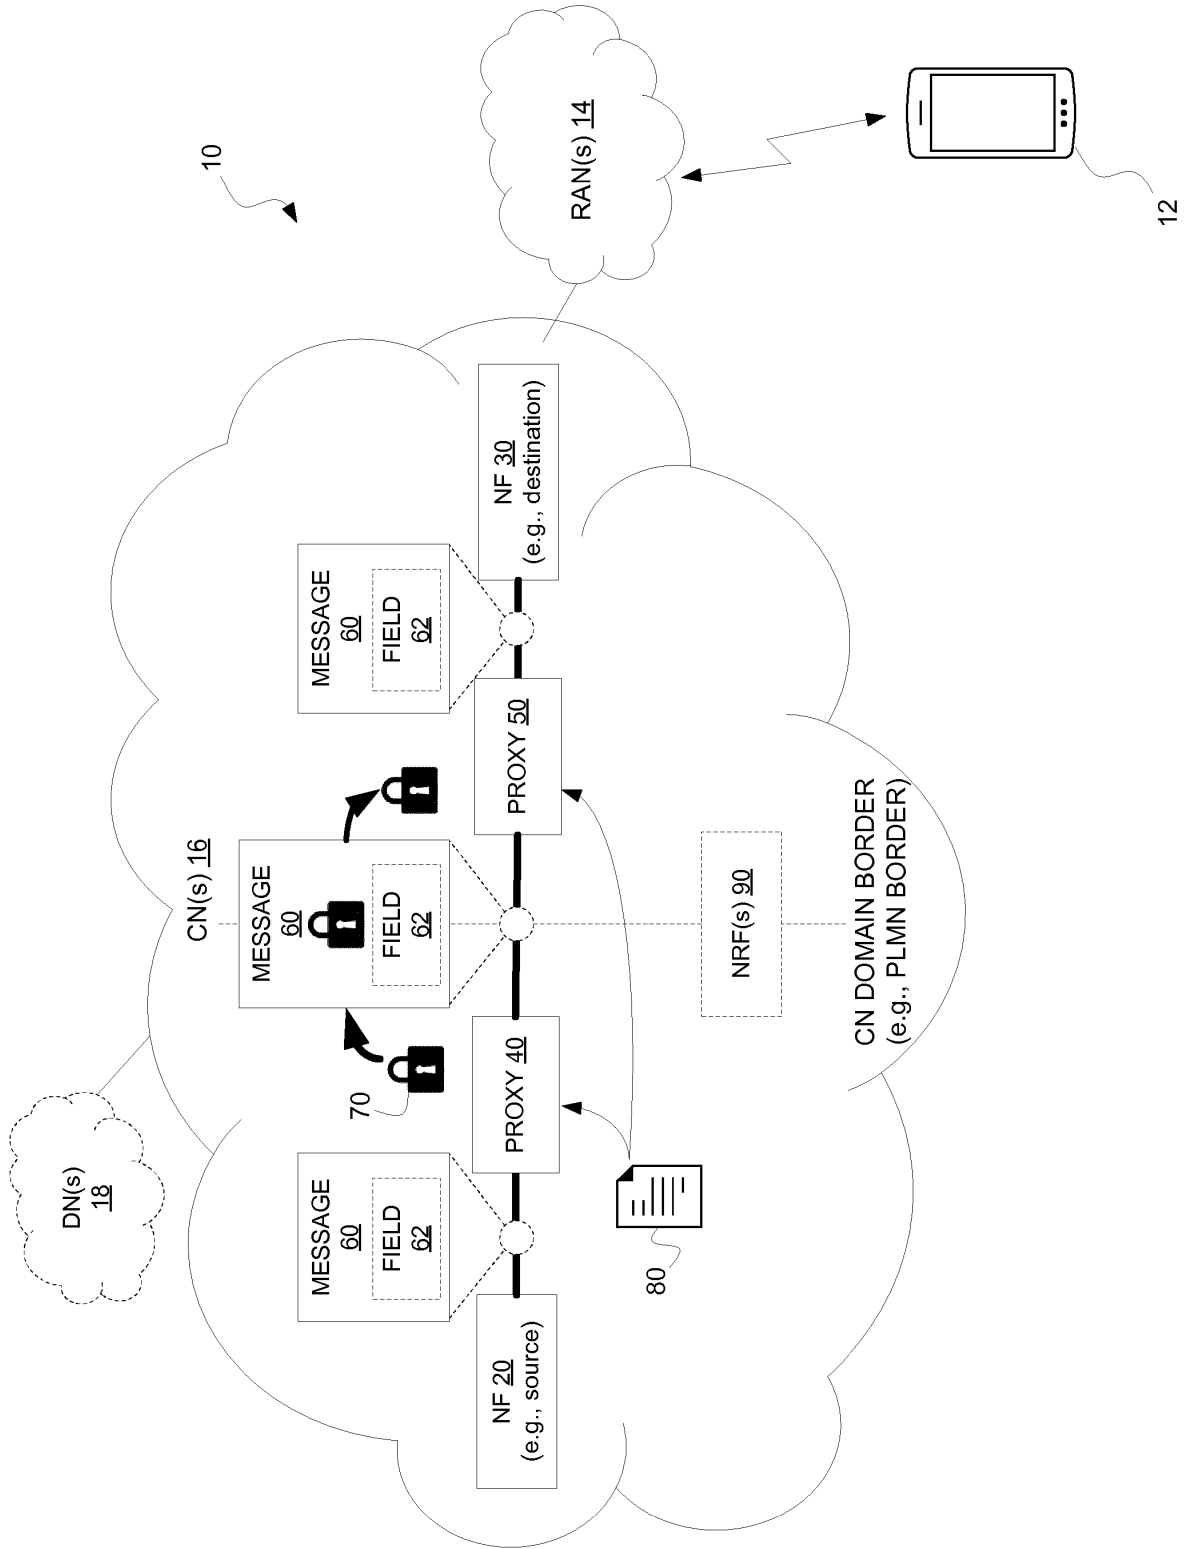 DN(s)
18
10
CN(s) 16
MESSAGE
60
FIELD
62
MESSAGE
60
FIELD
62
MESSAGE
60
FIELD
62
70
NF 20
(e.g., source)
PROXY 40
PROXY 50
NF 30
(e.g., destination)
RAN(s) 14
80
NRF(s) 90
CN DOMAIN BORDER
(e.g., PLMN BORDER)
12